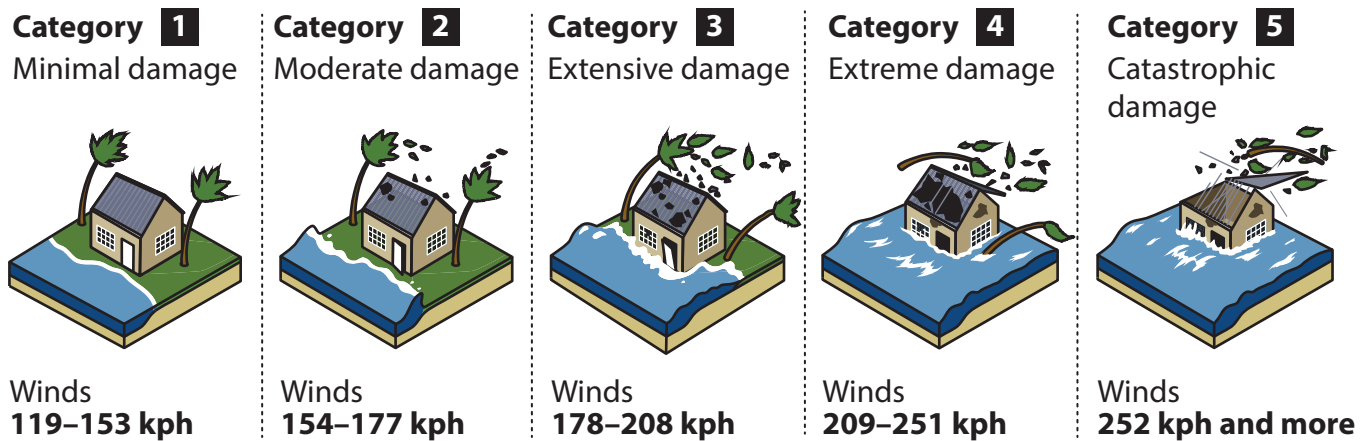 Category 1
Minimal damage
Winds
119–153 kph
Category 2
Moderate damage
Winds
154–177 kph
Category 3
Extensive damage
Winds
178–208 kph
Category 4
Extreme damage
Winds
209–251 kph
Category 5
Catastrophic
damage
Winds
252 kph and more